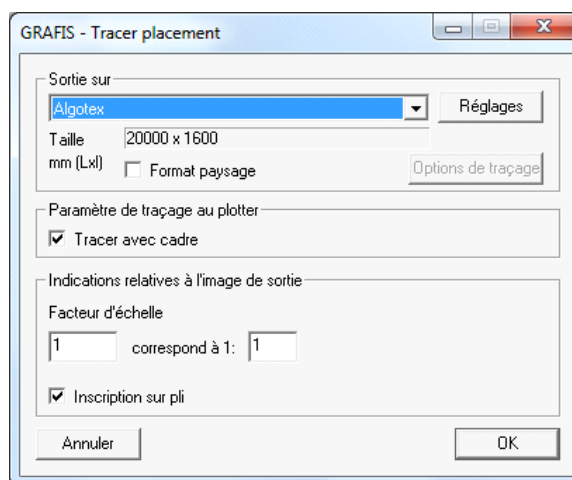 GRAFIS - Tracer placement
Sortie sur
Algotex
Réglages
Taille 20000 x 1600
mm (Lxl) Format paysage Options de traçage
Paramètre de traçage au plotter
Tracer avec cadre
Indications relatives à l'image de sortie
Facteur d'échelle
1 correspond à 1: 1
Inscription sur pli
Annuler OK